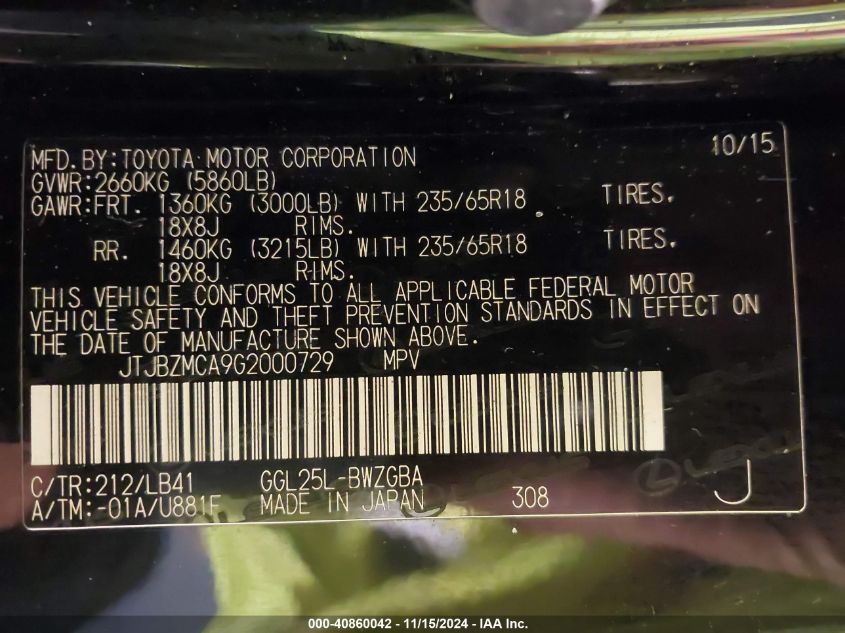 10/15
MFD. BY: TOYOTA MOTOR CORPORATION
GVWR: 2660KG (5860LB)
GAWR: FRT. 1360KG (3000LB) WITH 235/65R18 TIRES.
18X8J RIMS.
RR. 1460KG (3215LB) WITH 235/65R18 TIRES.
18X8J RIMS.
THIS VEHICLE CONFORMS TO ALL APPLICABLE FEDERAL MOTOR
VEHICLE SAFETY AND THEFT PREVENTION STANDARDS IN EFFECT ON
THE DATE OF MANUFACTURE SHOWN ABOVE.
JTJBZMCA9G2000729 MPV
C/TR: 212/LB41 GGL25L-BWZGBA
A/TM: -01A/U881F MADE IN JAPAN 308 J
LEXUS
000-40860042 - 11/15/2024 - IAA Inc.